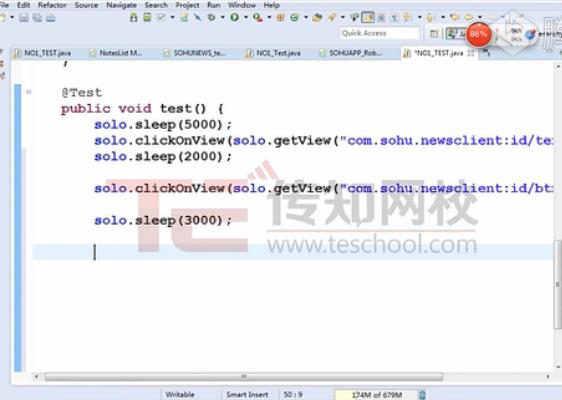 File Edit Refactor Source Navigate Search Project Run Window Help
Quick Access
86%
0K/s
0K/s
NO1_TEST.java NotesList M... SOHUNEWS_te... NO1_Test.java SOHUAPP_Rob... *NO1_TEST.java
;
@Test
public void test() {
solo.sleep(5000);
solo.clickOnView(solo.getView("com.sohu.newsclient:id/te
solo.sleep(2000);
solo.clickOnView(solo.getView("com.sohu.newsclient:id/bt
solo.sleep(3000);
TE 传知网校
www.teschool.com
Writable Smart Insert 50 : 9 174M of 679M